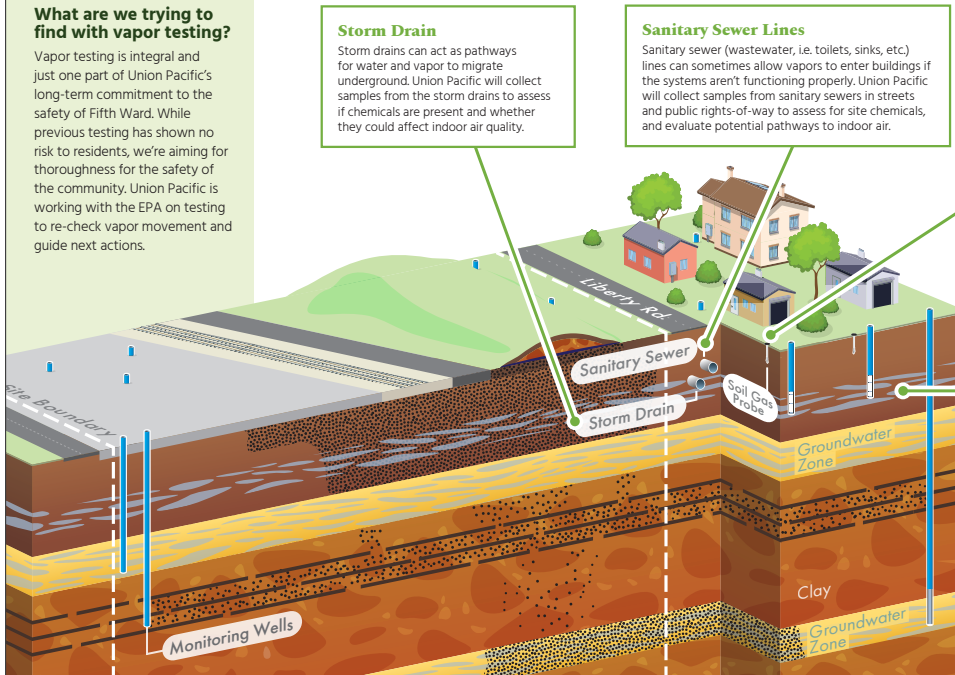 What are we trying to
find with vapor testing?
Vapor testing is integral and
just one part of Union Pacific's
long-term commitment to the
safety of Fifth Ward. While
previous testing has shown no
risk to residents, we're aiming for
thoroughness for the safety of
the community. Union Pacific is
working with the EPA on testing
to re-check vapor movement and
guide next actions.
Storm Drain
Storm drains can act as pathways
for water and vapor to migrate
underground. Union Pacific will collect
samples from the storm drains to assess
if chemicals are present and whether
they could affect indoor air quality.
Sanitary Sewer Lines
Sanitary sewer (wastewater, i.e. toilets, sinks, etc.)
lines can sometimes allow vapors to enter buildings if
the systems aren't functioning properly. Union Pacific
will collect samples from sanitary sewers in streets
and public rights-of-way to assess for site chemicals,
and evaluate potential pathways to indoor air.
Liberty Rd.
Sanitary Sewer
Storm Drain
Soil Gas
Probe
Site Boundary
Groundwater
Zone
Clay
Groundwater
Zone
Monitoring Wells